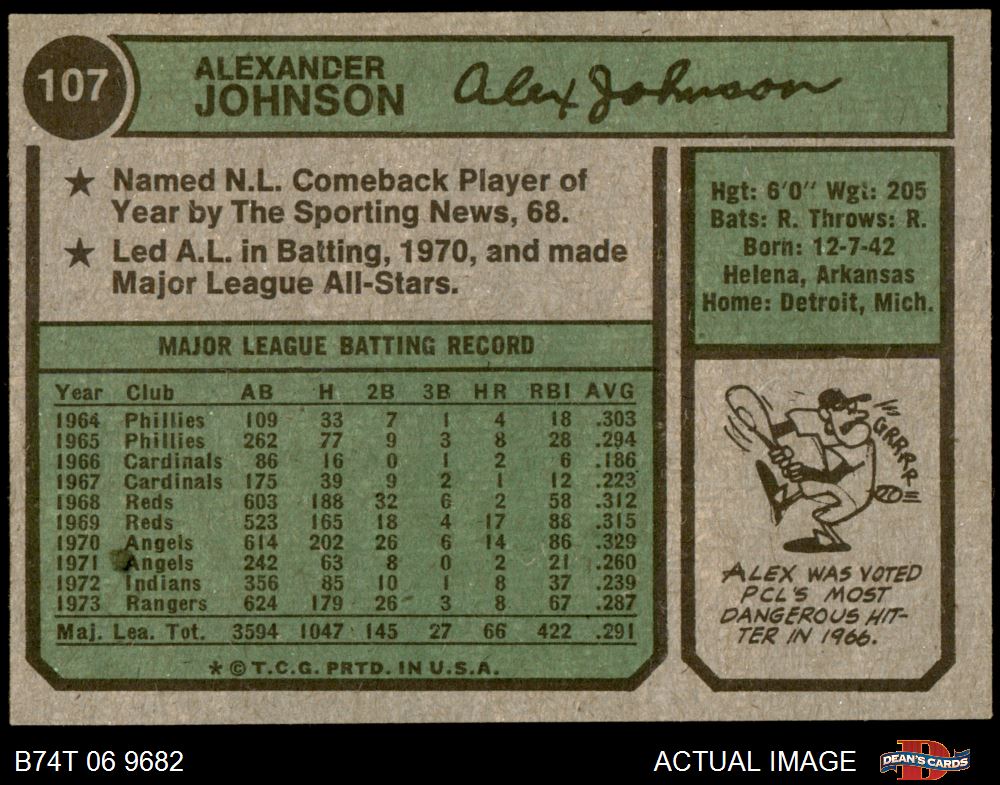 107
ALEXANDER
JOHNSON
Alex Johnson
★ Named N.L. Comeback Player of
Year by The Sporting News, 68.
★ Led A.L. in Batting, 1970, and made
Major League All-Stars.
Hgt: 6'0" Wgt: 205
Bats: R. Throws: R.
Born: 12-7-42
Helena, Arkansas
Home: Detroit, Mich.
MAJOR LEAGUE BATTING RECORD
Year Club AB H 2B 3B HR RBI AVG
1964 Phillies 109 33 7 1 4 18 .303
1965 Phillies 262 77 9 3 8 28 .294
1966 Cardinals 86 16 0 1 2 6 .186
1967 Cardinals 175 39 9 2 1 12 .223
1968 Reds 603 188 32 6 2 58 .312
1969 Reds 523 165 18 4 17 88 .315
1970 Angels 614 202 26 6 14 86 .329
1971 Angels 242 63 8 0 2 21 .260
1972 Indians 356 85 10 1 8 37 .239
1973 Rangers 624 179 26 3 8 67 .287
Maj. Lea. Tot. 3594 1047 145 27 66 422 .291
* © T.C.G. PRTD. IN U.S.A.
GRRRR
ALEX WAS VOTED
PCL'S MOST
DANGEROUS HIT-
TER IN 1966.
B74T 06 9682
ACTUAL IMAGE
D
DEAN'S CARDS